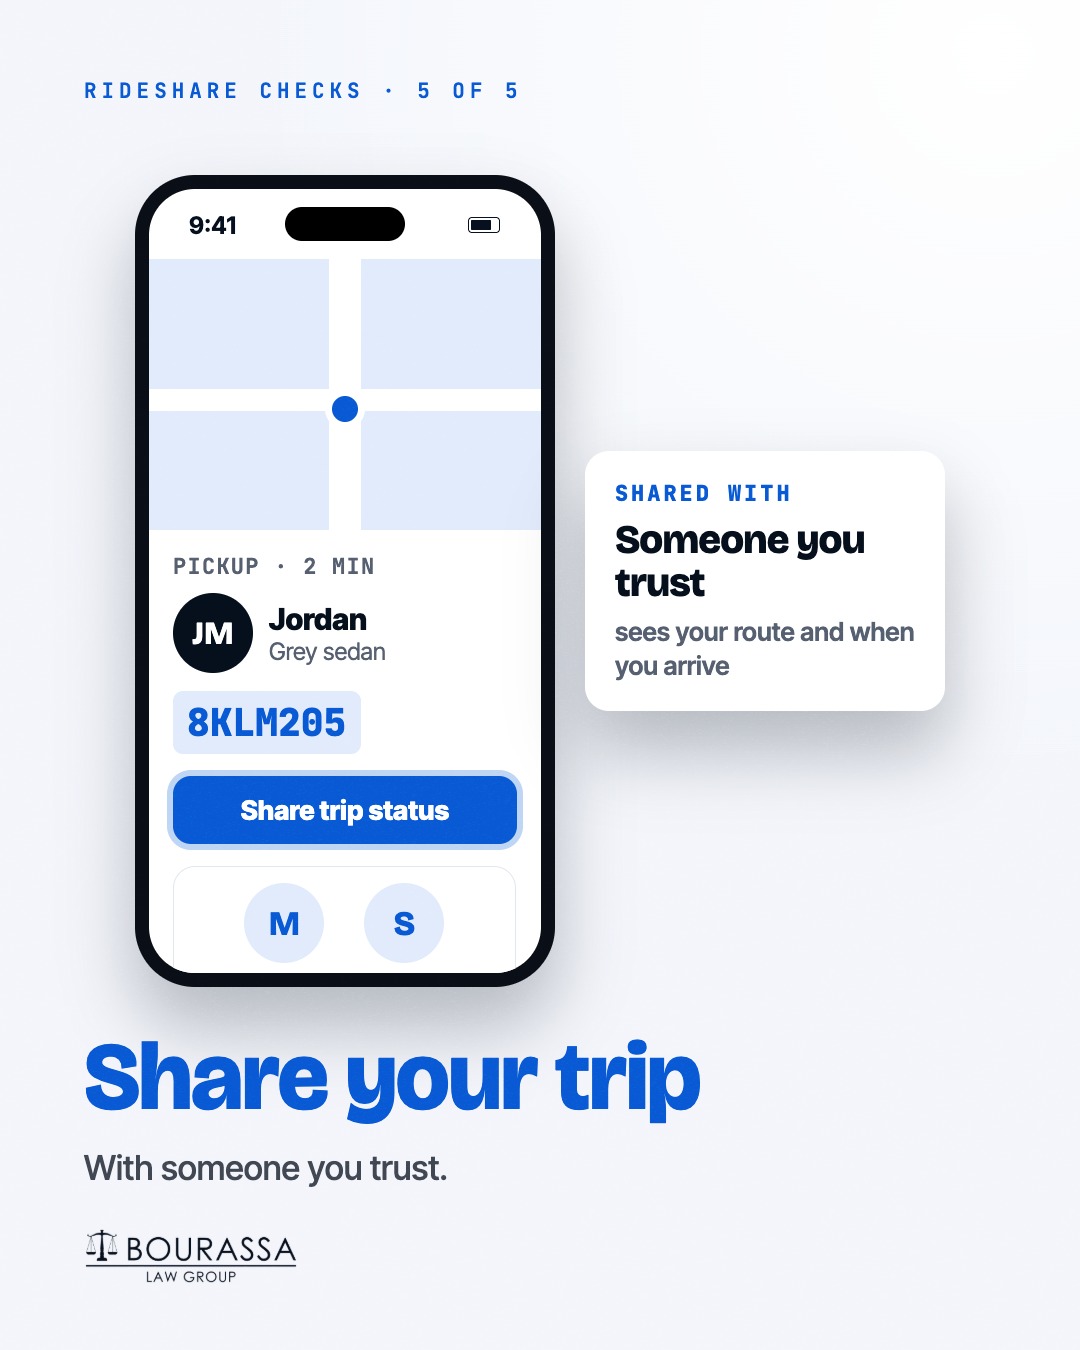 RIDESHARE CHECKS · 5 OF 5
9:41
PICKUP · 2 MIN
JM
Jordan
Grey sedan
8KLM205
Share trip status
M
S
SHARED WITH
Someone you
trust
sees your route and when
you arrive
Share your trip
With someone you trust.
BOURASSA
LAW GROUP